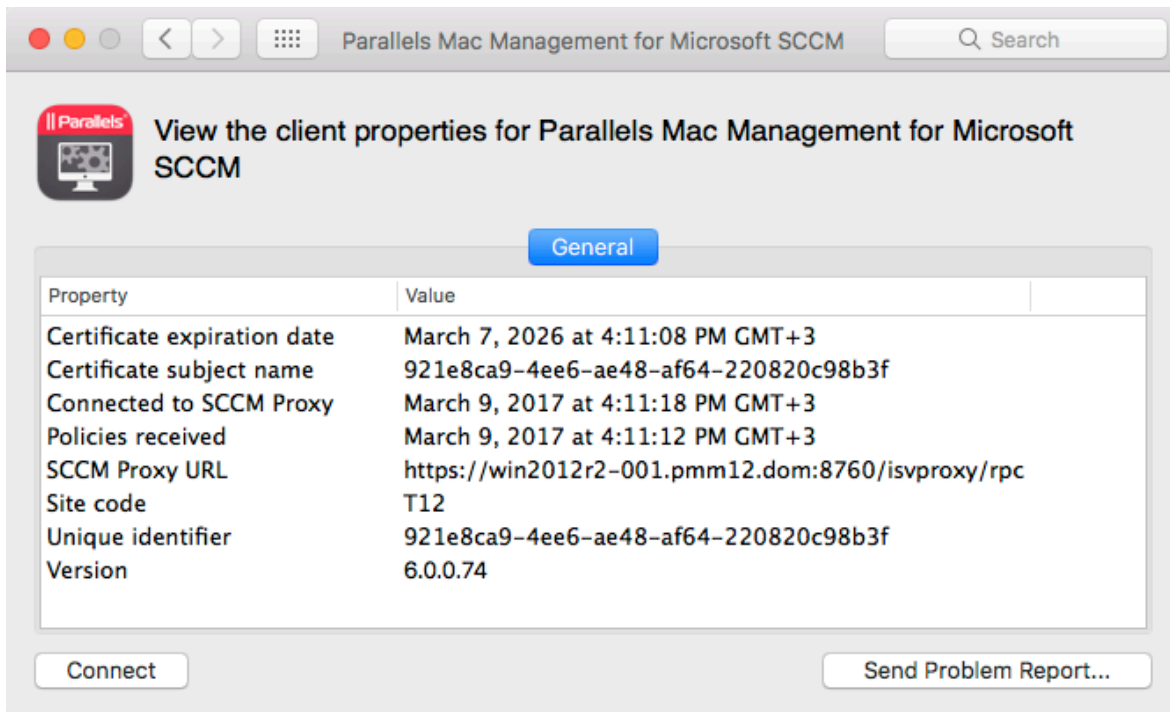 Parallels Mac Management for Microsoft SCCM
Search
|| Parallels®
View the client properties for Parallels Mac Management for Microsoft
SCCM
General
Property Value
Certificate expiration date March 7, 2026 at 4:11:08 PM GMT+3
Certificate subject name 921e8ca9-4ee6-ae48-af64-220820c98b3f
Connected to SCCM Proxy March 9, 2017 at 4:11:18 PM GMT+3
Policies received March 9, 2017 at 4:11:12 PM GMT+3
SCCM Proxy URL https://win2012r2-001.pmm12.dom:8760/isvproxy/rpc
Site code T12
Unique identifier 921e8ca9-4ee6-ae48-af64-220820c98b3f
Version 6.0.0.74
Connect Send Problem Report...